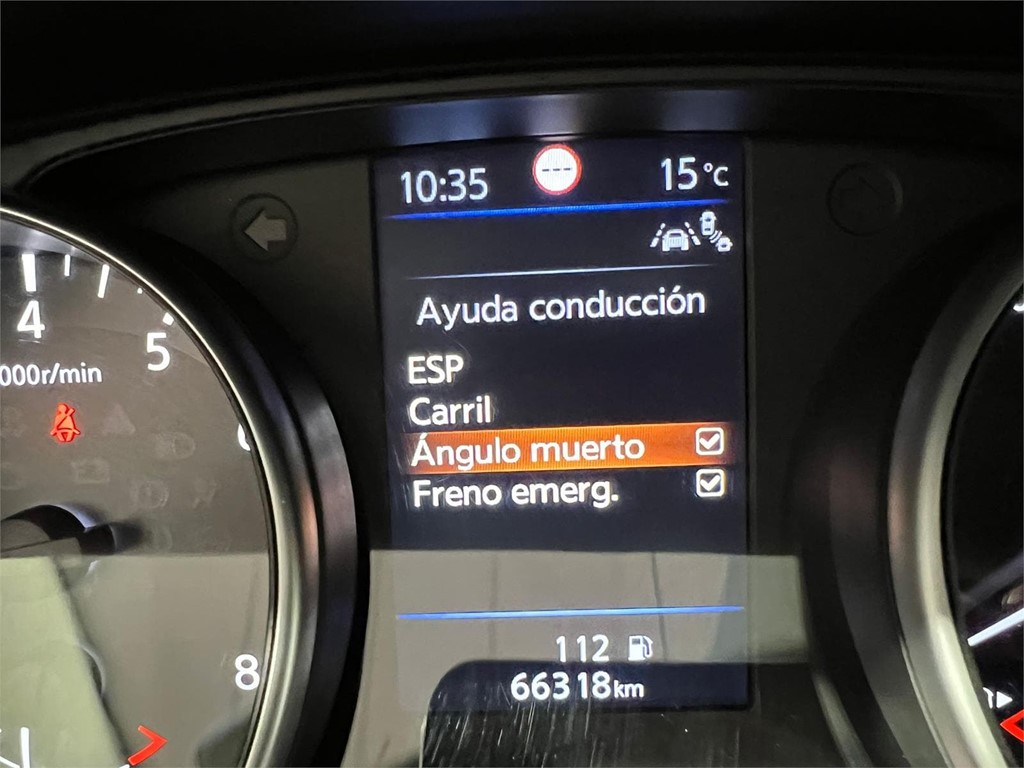 10:35 --- 15°C
Ayuda conducción
ESP
Carril
Ángulo muerto
Freno emerg.
112
66318km
4
5
000r/min
8